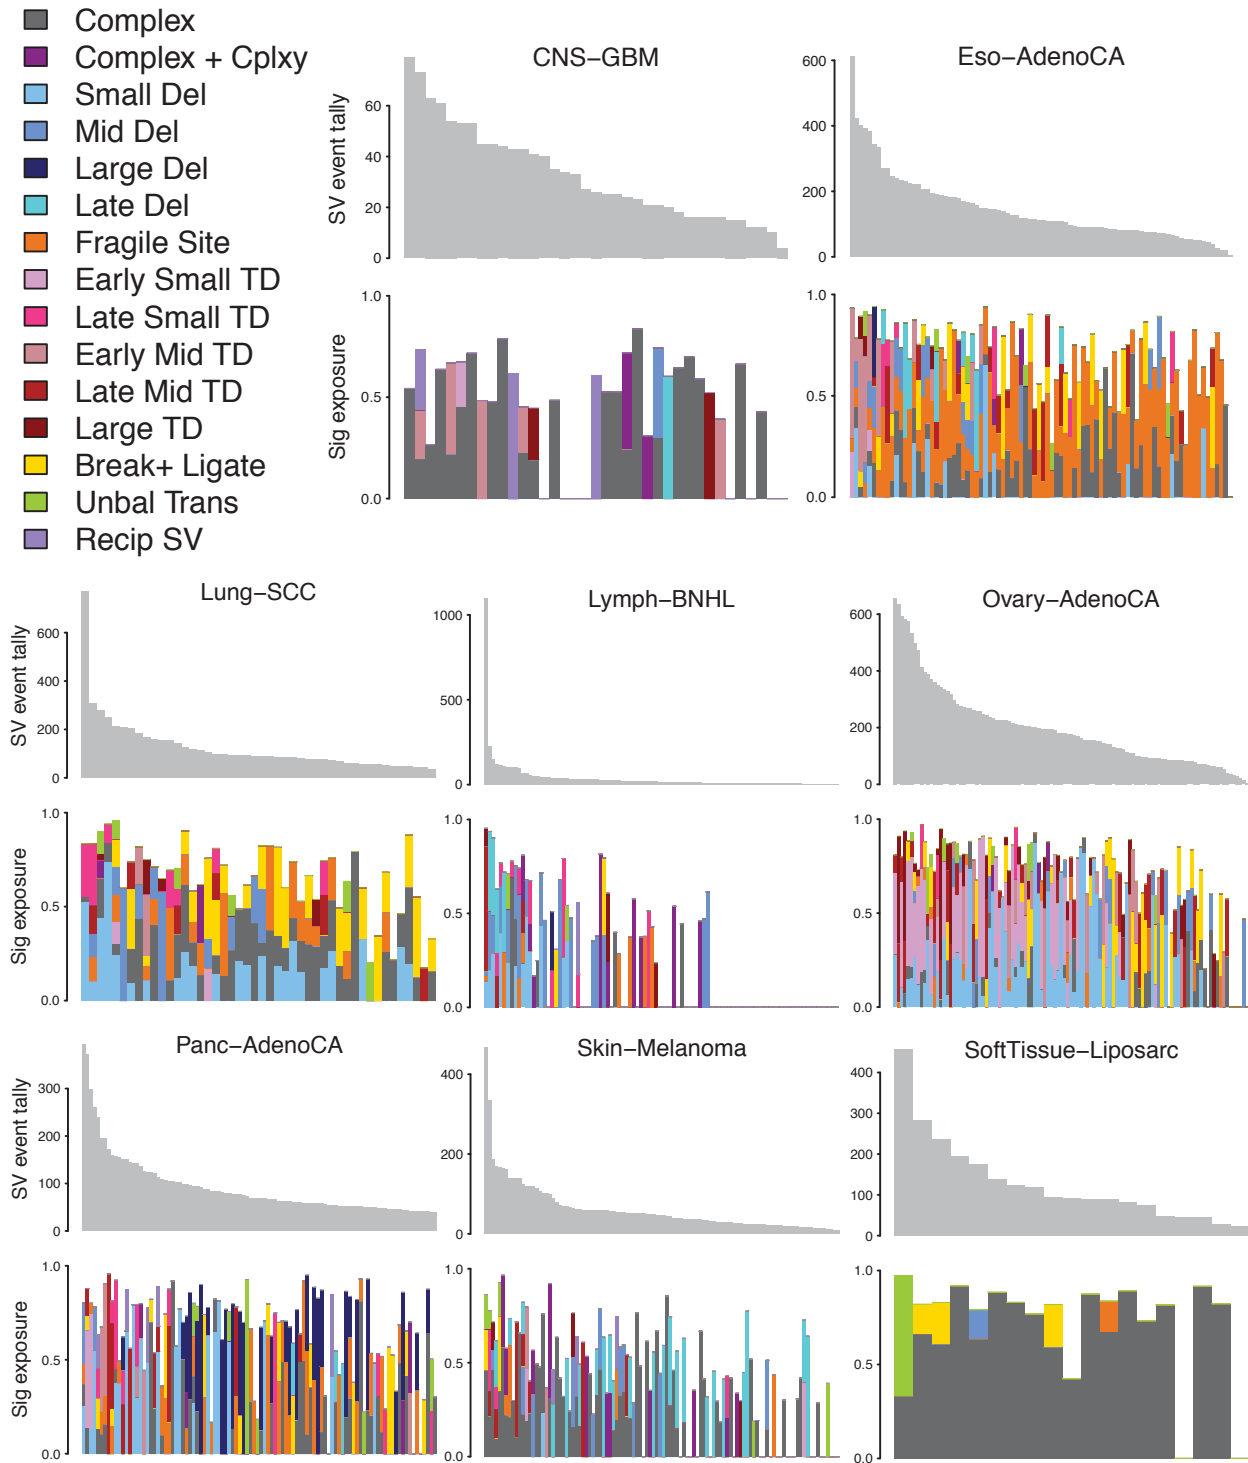 Complex
Complex + Cplxy
Small Del
Mid Del
Large Del
Late Del
Fragile Site
Early Small TD
Late Small TD
Early Mid TD
Late Mid TD
Large TD
Break+ Ligate
Unbal Trans
Recip SV
CNS−GBM
SV event tally
60
40
20
0
Sig exposure
1.0
0.5
0.0
Eso−AdenoCA
600
400
200
0
1.0
0.5
0.0
Lung−SCC
SV event tally
600
400
200
0
Sig exposure
1.0
0.5
0.0
Lymph−BNHL
1000
500
0
1.0
0.5
0.0
Ovary−AdenoCA
600
400
200
0
1.0
0.5
0.0
Panc−AdenoCA
SV event tally
300
200
100
0
Sig exposure
1.0
0.5
0.0
Skin−Melanoma
400
200
0
1.0
0.5
0.0
SoftTissue−Liposarc
400
300
200
100
0
1.0
0.5
0.0